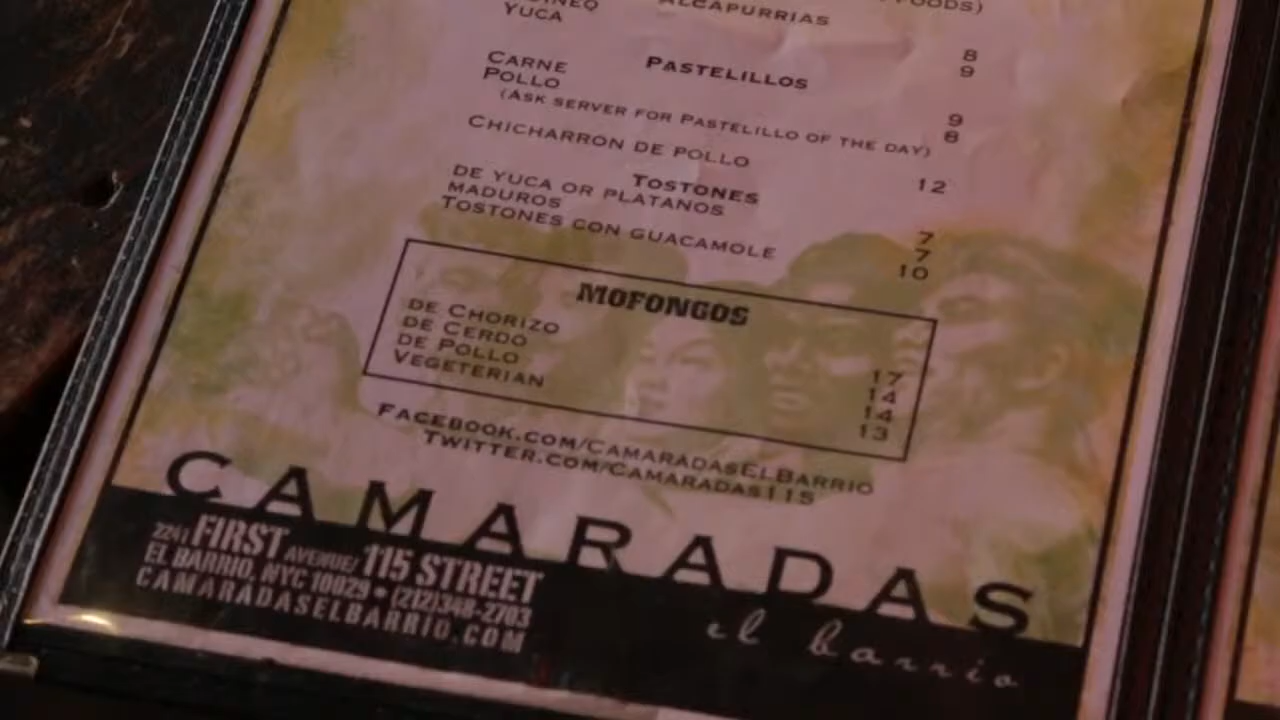 FOODS)
ALCAPURRIAS
YUCA
8
9
PASTELILLOS
CARNE 9
POLLO 8
(ASK SERVER FOR PASTELILLO OF THE DAY)
CHICHARRON DE POLLO 12
TOSTONES
DE YUCA OR PLATANOS 7
MADUROS 7
TOSTONES CON GUACAMOLE 10
MOFONGOS
DE CHORIZO 17
DE CERDO 14
DE POLLO 14
VEGETERIAN 13
FACEBOOK.COM/CAMARADASELBARRIO
TWITTER.COM/CAMARADAS115
CAMARADAS
el barrio
2241 FIRST AVENUE/ 115 STREET
EL BARRIO, NYC 10029 • (212)348-2703
CAMARADASELBARRIO.COM